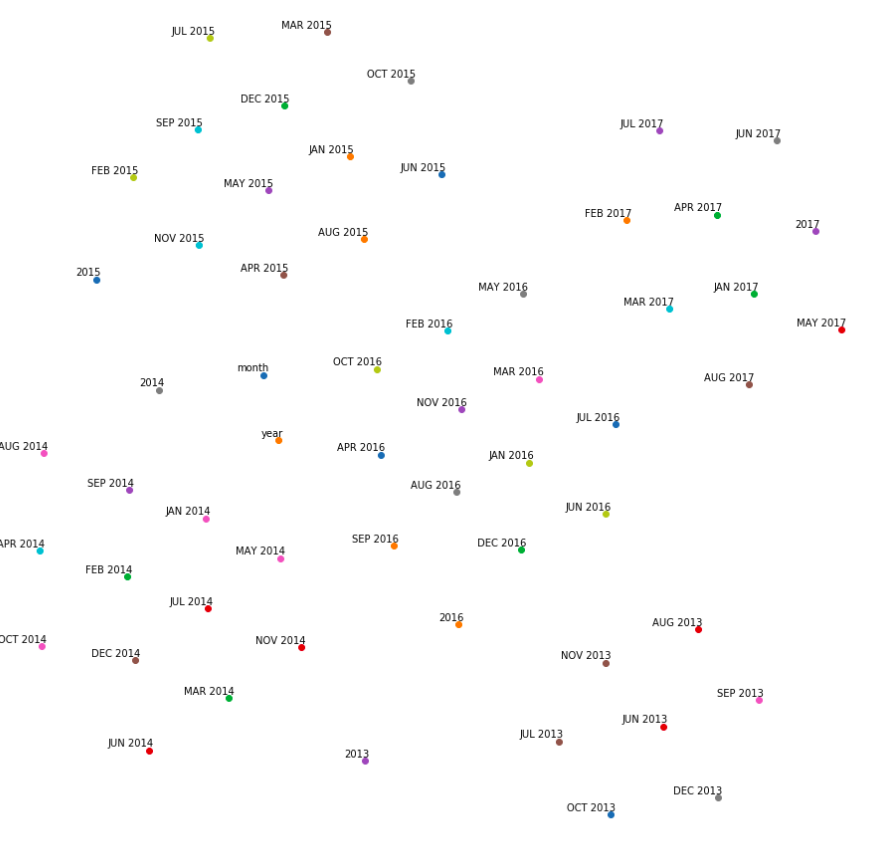 MAR 2015
JUL 2015
OCT 2015
DEC 2015
SEP 2015
JUL 2017
JUN 2017
JAN 2015
JUN 2015
FEB 2015
MAY 2015
APR 2017
FEB 2017
2017
AUG 2015
NOV 2015
APR 2015
2015
MAY 2016
JAN 2017
MAR 2017
MAY 2017
FEB 2016
OCT 2016
month
MAR 2016
AUG 2017
2014
NOV 2016
JUL 2016
year
AUG 2014
APR 2016
JAN 2016
SEP 2014
AUG 2016
JUN 2016
JAN 2014
SEP 2016
DEC 2016
APR 2014
MAY 2014
FEB 2014
JUL 2014
2016
AUG 2013
OCT 2014
NOV 2014
DEC 2014
NOV 2013
MAR 2014
SEP 2013
JUN 2013
JUL 2013
JUN 2014
2013
DEC 2013
OCT 2013